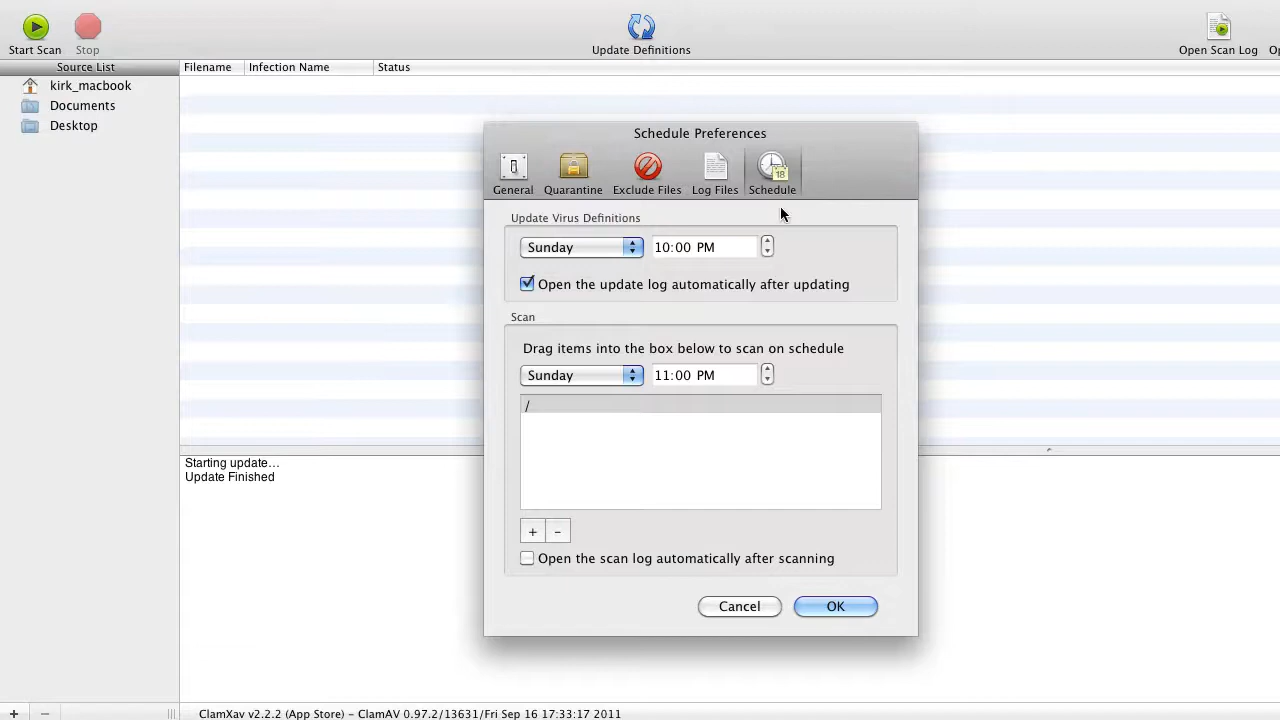 Start Scan
Stop
Update Definitions
Open Scan Log
Source List
Filename
Infection Name
Status
kirk_macbook
Documents
Desktop
Schedule Preferences
General
Quarantine
Exclude Files
Log Files
18
Schedule
Update Virus Definitions
Sunday
10:00 PM
Open the update log automatically after updating
Scan
Drag items into the box below to scan on schedule
Sunday
11:00 PM
/
+
-
Open the scan log automatically after scanning
Cancel
OK
Starting update...
Update Finished
ClamXav v2.2.2 (App Store) – ClamAV 0.97.2/13631/Fri Sep 16 17:33:17 2011